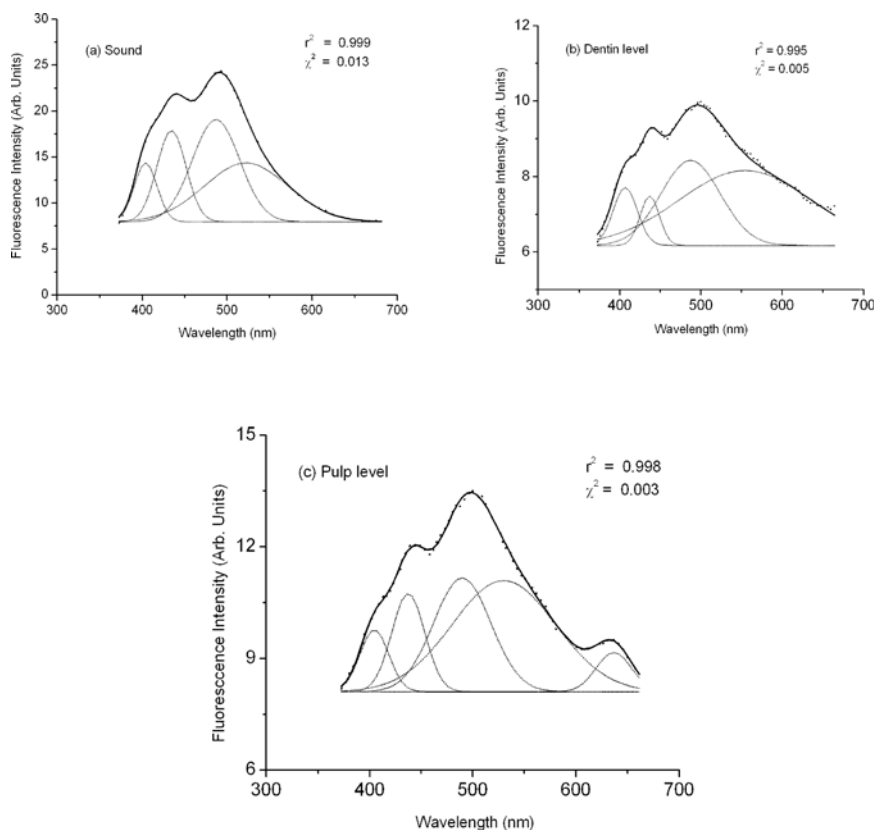 30
25
20
15
10
5
0
Fluorescence Intensity (Arb. Units)
(a) Sound
r² = 0.999
χ² = 0.013
300 400 500 600 700
Wavelength (nm)
12
10
8
6
Fluorescence Intensity (Arb. Units)
(b) Dentin level
r² = 0.995
χ² = 0.005
300 400 500 600 700
Wavelength (nm)
15
12
9
6
Fluoresccence Intensity (Arb. Units)
(c) Pulp level
r² = 0.998
χ² = 0.003
300 400 500 600 700
Wavelength (nm)